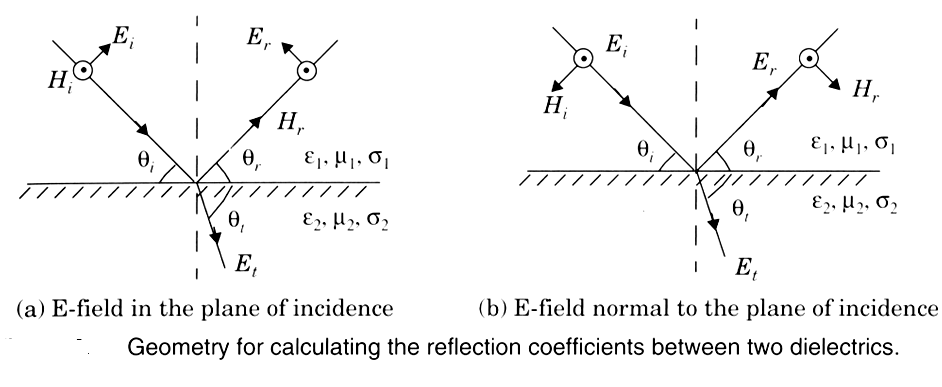 E_i
H_i
E_r
H_r
θ_i
θ_r
ε_1, μ_1, σ_1
ε_2, μ_2, σ_2
θ_t
E_t
(a) E-field in the plane of incidence
E_i
H_i
E_r
H_r
θ_i
θ_r
ε_1, μ_1, σ_1
ε_2, μ_2, σ_2
θ_t
E_t
(b) E-field normal to the plane of incidence
Geometry for calculating the reflection coefficients between two dielectrics.